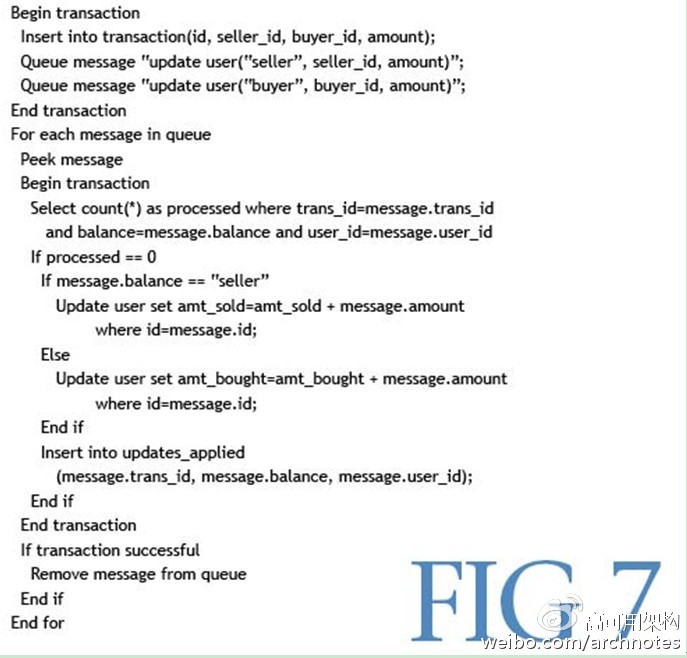 Begin transaction
Insert into transaction(id, seller_id, buyer_id, amount);
Queue message "update user("seller", seller_id, amount)";
Queue message "update user("buyer", buyer_id, amount)";
End transaction
For each message in queue
Peek message
Begin transaction
Select count(*) as processed where trans_id=message.trans_id
and balance=message.balance and user_id=message.user_id
If processed == 0
If message.balance == "seller"
Update user set amt_sold=amt_sold + message.amount
where id=message.id;
Else
Update user set amt_bought=amt_bought + message.amount
where id=message.id;
End if
Insert into updates_applied
(message.trans_id, message.balance, message.user_id);
End if
End transaction
If transaction successful
Remove message from queue
End if
End for
FIG 7
高可用架构
weibo.com/archnotes